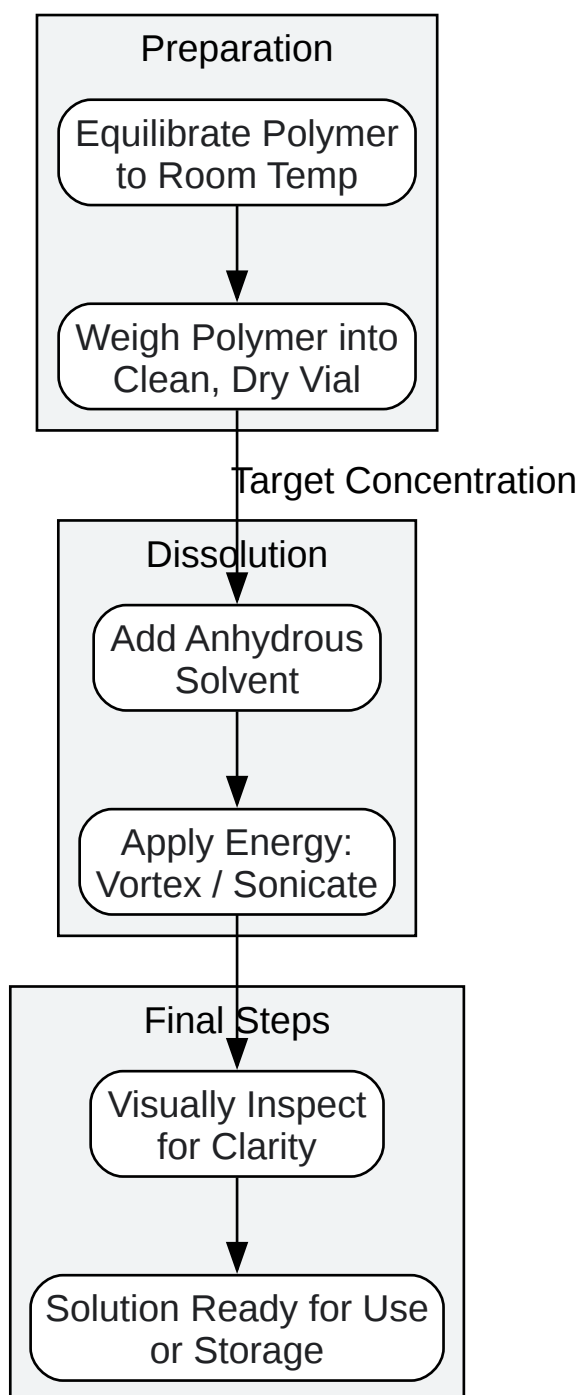 Preparation
Equilibrate Polymer
to Room Temp
Weigh Polymer into
Clean, Dry Vial
Target Concentration
Dissolution
Add Anhydrous
Solvent
Apply Energy:
Vortex / Sonicate
Final Steps
Visually Inspect
for Clarity
Solution Ready for Use
or Storage